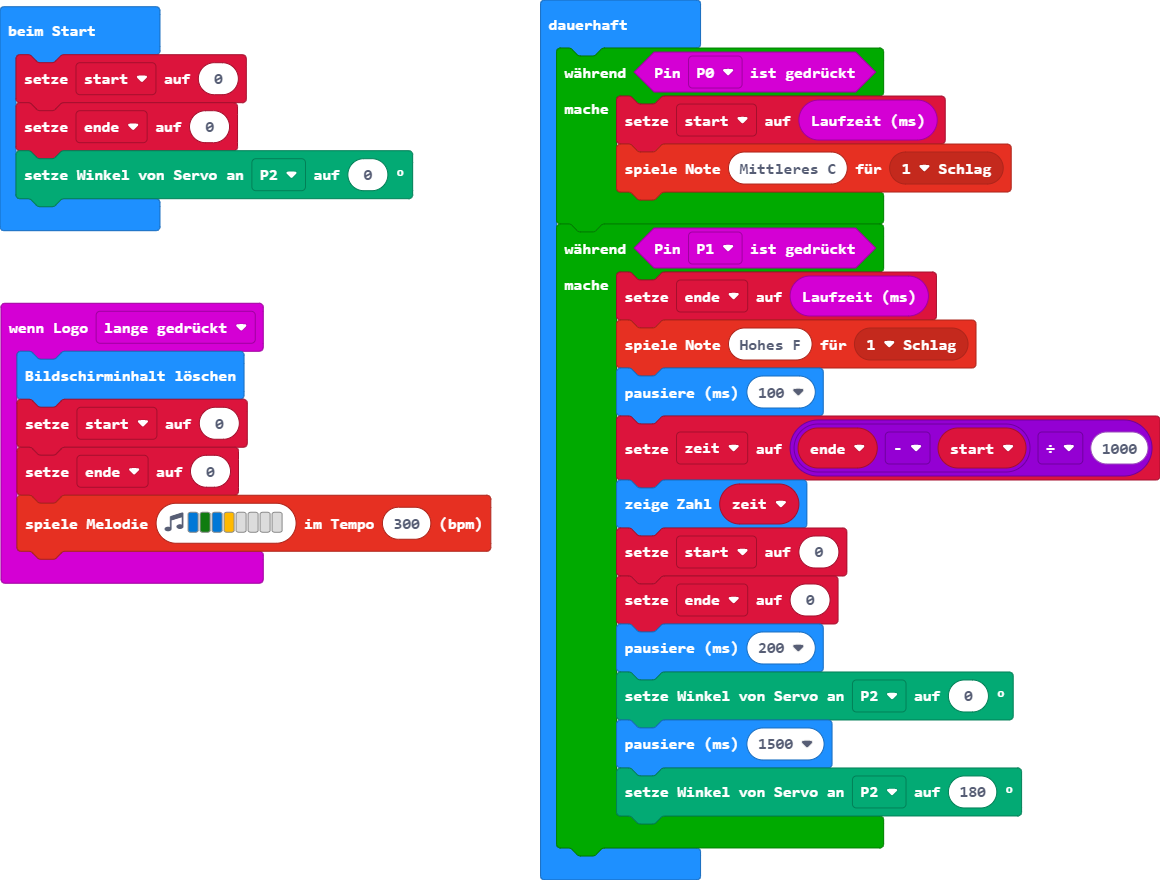 beim Start
setze start auf 0
setze ende auf 0
setze Winkel von Servo an P2 auf 0 °
wenn Logo lange gedrückt
Bildschirminhalt löschen
setze start auf 0
setze ende auf 0
spiele Melodie im Tempo 300 (bpm)
dauerhaft
während Pin P0 ist gedrückt
mache
setze start auf Laufzeit (ms)
spiele Note Mittleres C für 1 Schlag
während Pin P1 ist gedrückt
mache
setze ende auf Laufzeit (ms)
spiele Note Hohes F für 1 Schlag
pausiere (ms) 100
setze zeit auf ende - start ÷ 1000
zeige Zahl zeit
setze start auf 0
setze ende auf 0
pausiere (ms) 200
setze Winkel von Servo an P2 auf 0 °
pausiere (ms) 1500
setze Winkel von Servo an P2 auf 180 °